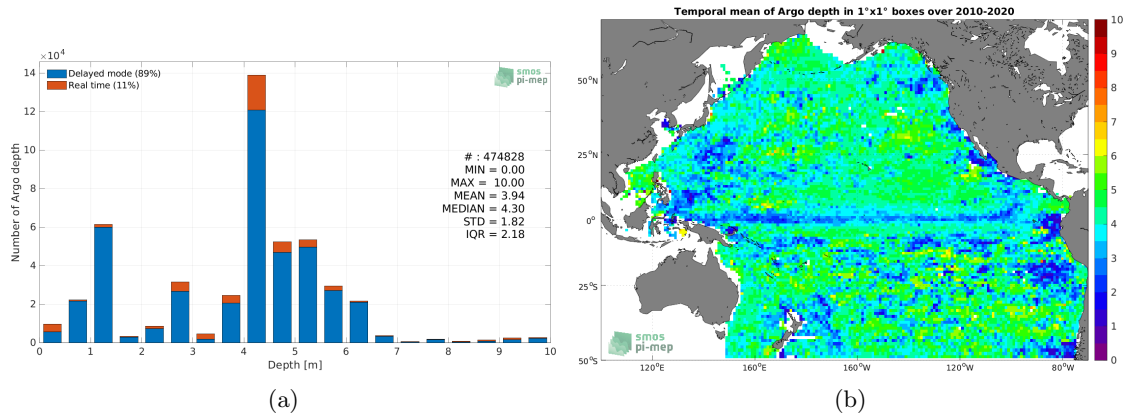 ×10⁴
14
12
10
8
6
4
2
0
Number of Argo depth
Delayed mode (89%)
Real time (11%)
smos
pi-mep
# : 474828
MIN = 0.00
MAX = 10.00
MEAN = 3.94
MEDIAN = 4.30
STD = 1.82
IQR = 2.18
0 1 2 3 4 5 6 7 8 9 10
Depth [m]
(a)
Temporal mean of Argo depth in 1°x1° boxes over 2010-2020
50°N
25°N
0°
25°S
50°S
120°E 160°E 160°W 120°W 80°W
smos
pi-mep
10
9
8
7
6
5
4
3
2
1
0
(b)